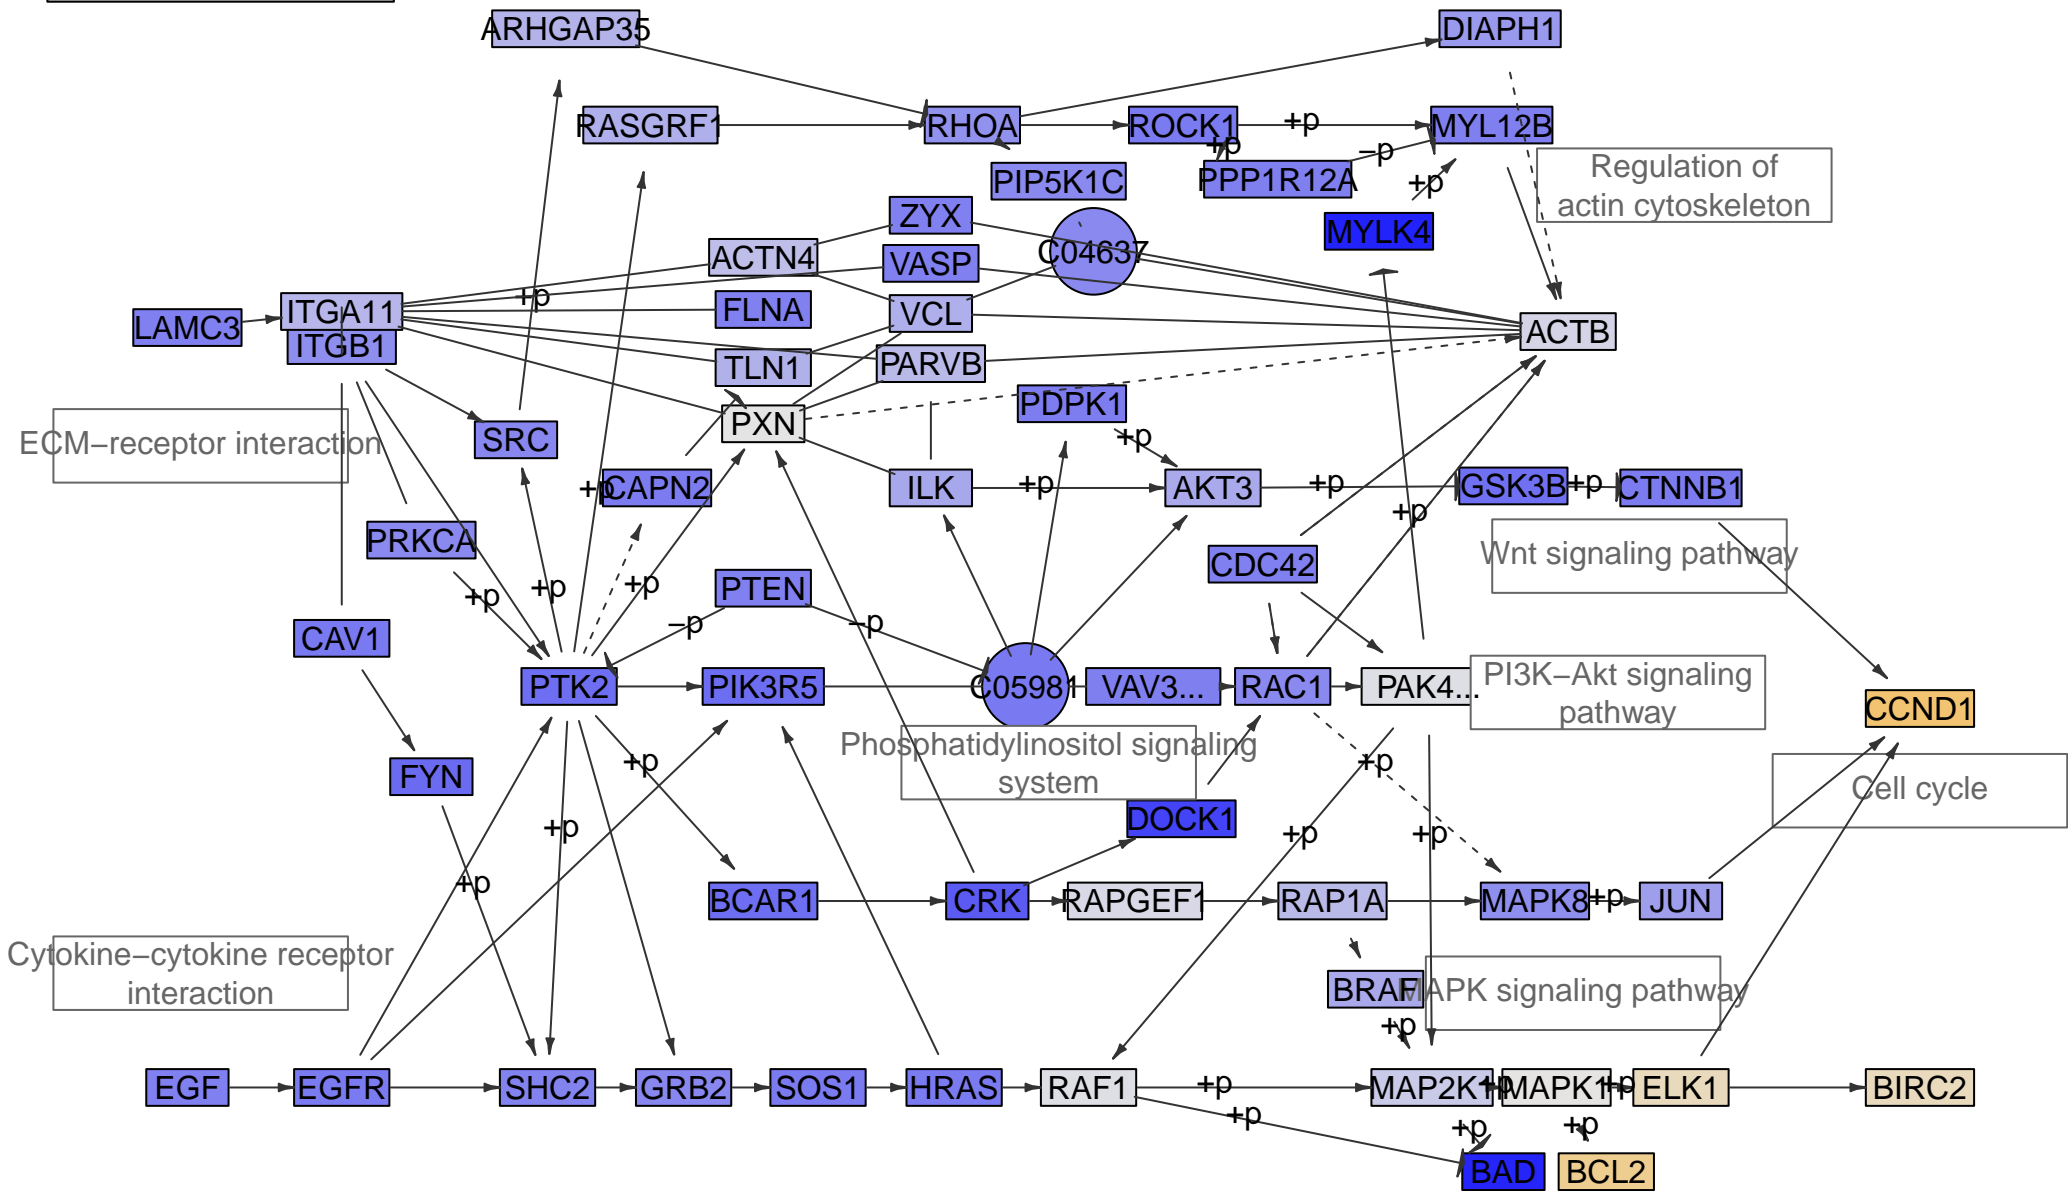 ARHGAP35
DIAPH1
RASGRF1
RHOA
ROCK1
+p
MYL12B
+p
−p
PIP5K1C
PPP1R12A
+p
Regulation of
actin cytoskeleton
ZYX
MYLK4
ACTN4
VASP
C04637
+p
ITGA11
FLNA
VCL
LAMC3
ITGB1
ACTB
TLN1
PARVB
PDPK1
PXN
+p
ECM−receptor interaction
SRC
+p
CAPN2
ILK
+p
AKT3
+p
GSK3B
+p
CTNNB1
+p
PRKCA
Wnt signaling pathway
CDC42
+p
+p
+p
PTEN
−p
−p
CAV1
PTK2
PIK3R5
C05981
VAV3...
RAC1
PAK4...
PI3K−Akt signaling
pathway
CCND1
Phosphatidylinositol signaling
system
FYN
+p
+p
Cell cycle
DOCK1
+p
+p
+p
+p
BCAR1
CRK
RAPGEF1
RAP1A
MAPK8
+p
JUN
Cytokine−cytokine receptor
interaction
BRAF
MAPK signaling pathway
+p
EGF
EGFR
SHC2
GRB2
SOS1
HRAS
RAF1
+p
MAP2K1
+p
MAPK1
+p
ELK1
BIRC2
+p
+p
+p
BAD
BCL2